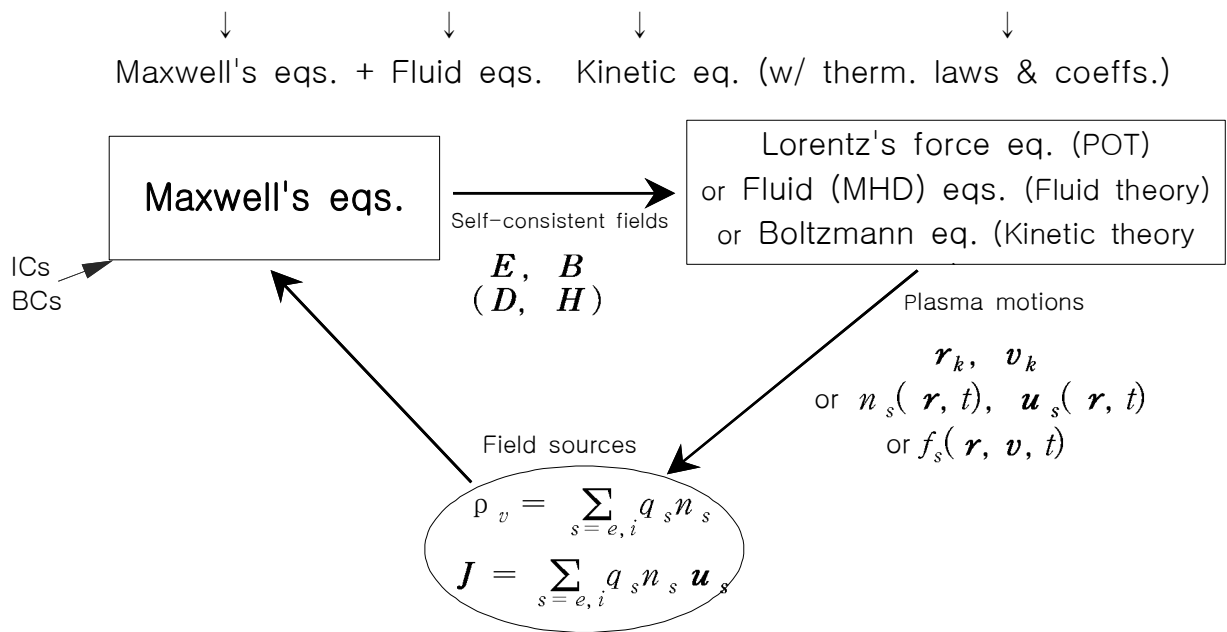 ↓ ↓ ↓ ↓
Maxwell's eqs. + Fluid eqs. Kinetic eq. (w/ therm. laws & coeffs.)
Maxwell's eqs.
Self-consistent fields
E, B
(D, H)
Lorentz's force eq. (POT)
or Fluid (MHD) eqs. (Fluid theory)
or Boltzmann eq. (Kinetic theory
ICs
BCs
Plasma motions
r_k, v_k
or n_s( r, t), u_s( r, t)
or f_s( r, v, t)
Field sources
ρ_v = ∑_{s=e,i} q_s n_s
J = ∑_{s=e,i} q_s n_s u_s